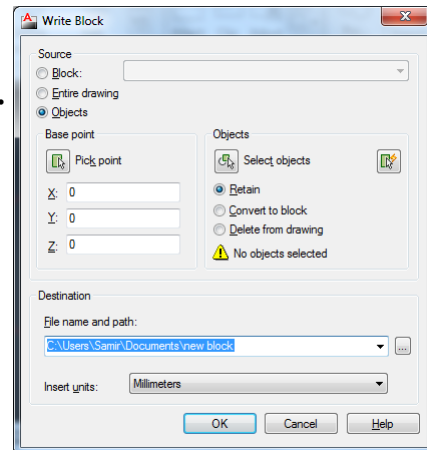 Write Block
Source
Block:
Entire drawing
Objects
Base point
Pick point
X: 0
Y: 0
Z: 0
Objects
Select objects
Retain
Convert to block
Delete from drawing
No objects selected
Destination
File name and path:
C:\Users\Samir\Documents\new block
...
Insert units: Millimeters
OK Cancel Help